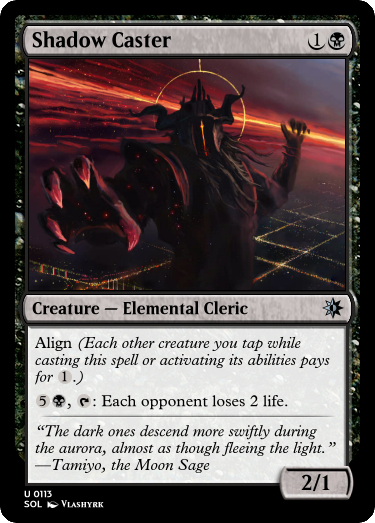 Shadow Caster 1
Creature — Elemental Cleric
Align (Each other creature you tap while
casting this spell or activating its abilities pays
for 1.)
5, : Each opponent loses 2 life.
“The dark ones descend more swiftly during
the aurora, almost as though fleeing the light.”
—Tamiyo, the Moon Sage
2/1
U 0113
SOL Vlashyrk